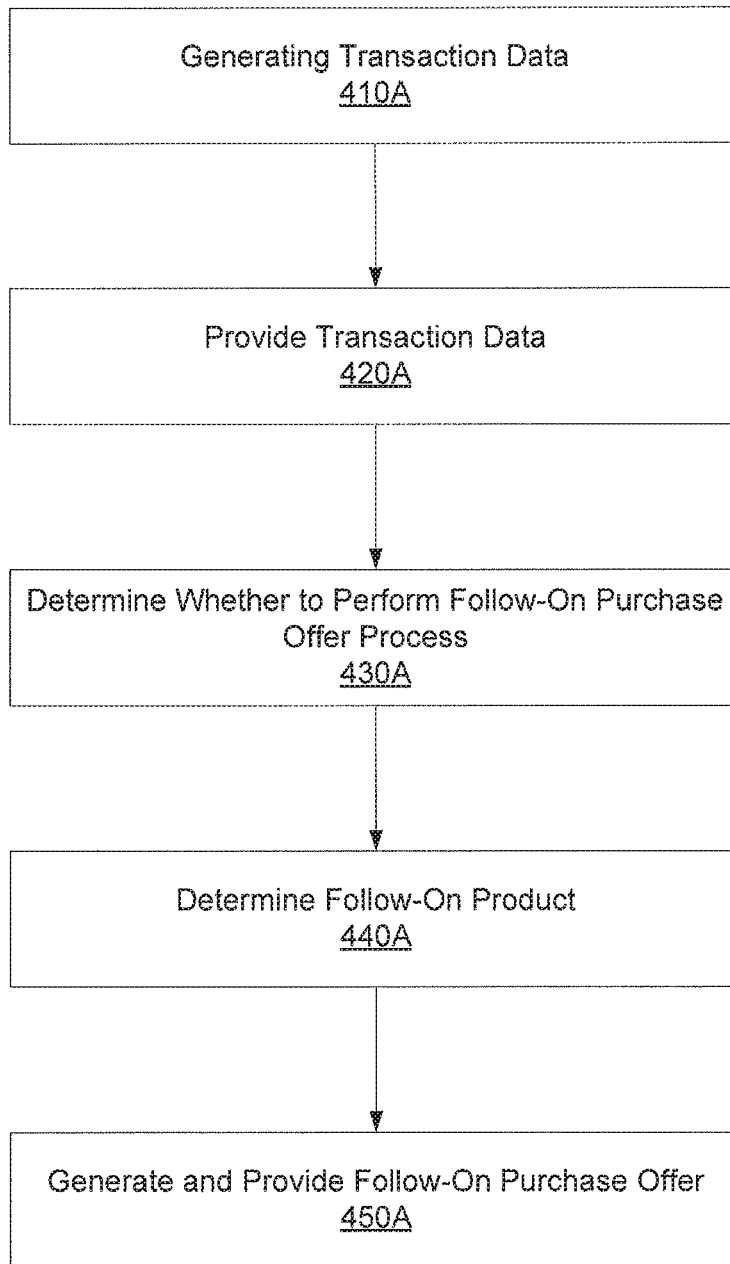 Generating Transaction Data
410A
Provide Transaction Data
420A
Determine Whether to Perform Follow-On Purchase
Offer Process
430A
Determine Follow-On Product
440A
Generate and Provide Follow-On Purchase Offer
450A